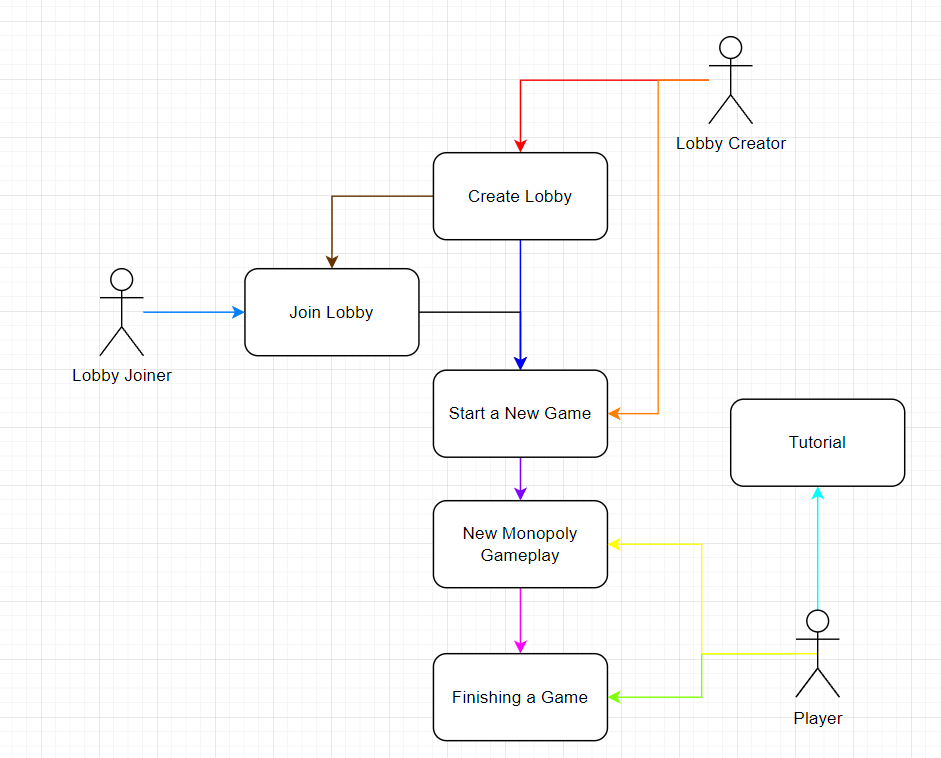 Lobby Creator
Create Lobby
Join Lobby
Lobby Joiner
Start a New Game
Tutorial
New Monopoly
Gameplay
Finishing a Game
Player